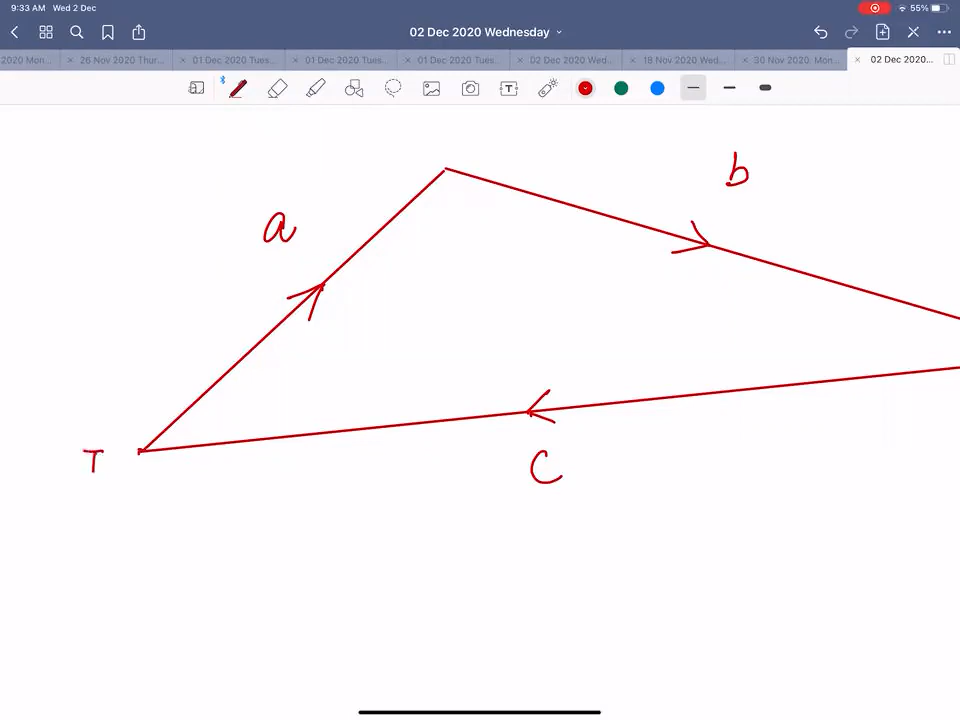 9:33 AM Wed 2 Dec
55%
02 Dec 2020 Wednesday
2020 Mon...
26 Nov 2020 Thur...
01 Dec 2020 Tues...
01 Dec 2020 Tues...
01 Dec 2020 Tues...
02 Dec 2020 Wed...
18 Nov 2020 Wed...
30 Nov 2020. Mon...
02 Dec 2020...
T
b
a
T
C